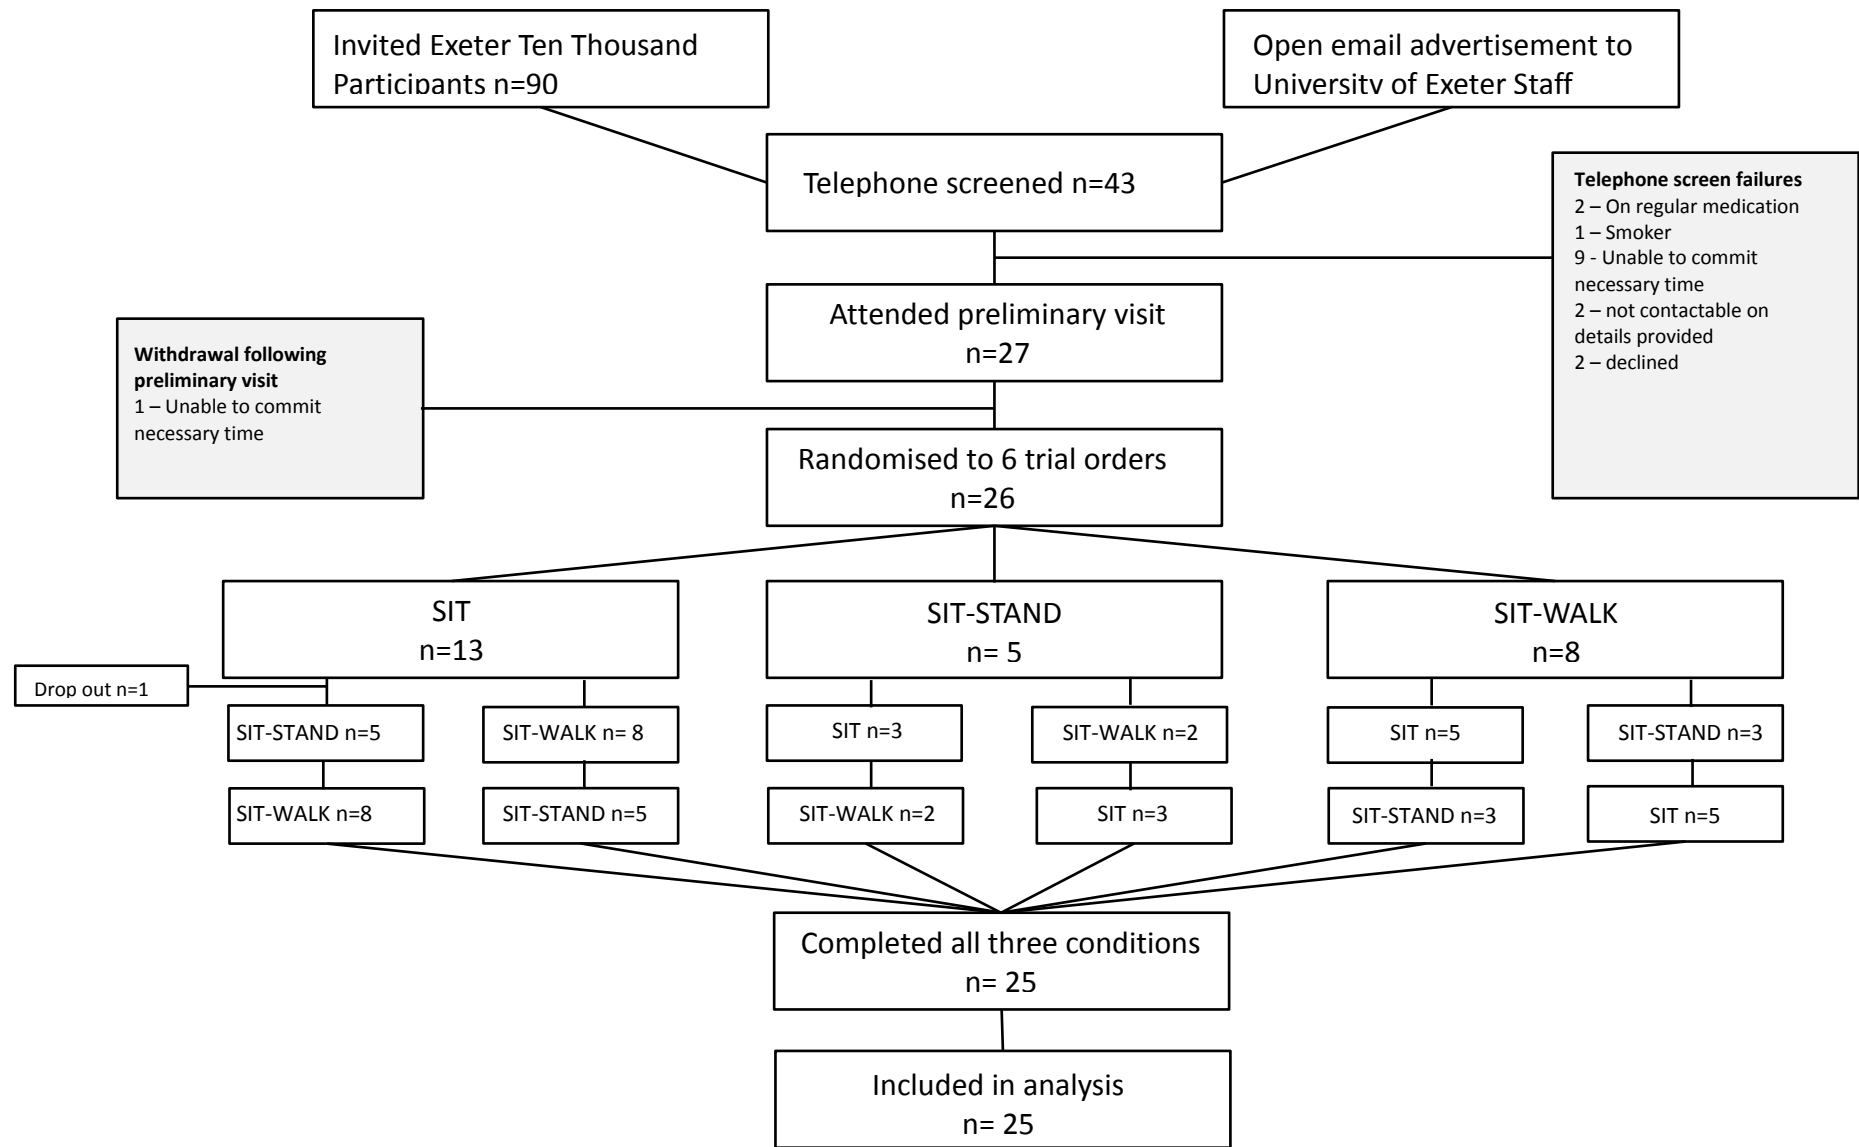 Invited Exeter Ten Thousand
Participants n=90
Open email advertisement to
University of Exeter Staff
Telephone screened n=43
Telephone screen failures
2 – On regular medication
1 – Smoker
9 - Unable to commit
necessary time
2 – not contactable on
details provided
2 – declined
Attended preliminary visit
n=27
Withdrawal following
preliminary visit
1 – Unable to commit
necessary time
Randomised to 6 trial orders
n=26
SIT
n=13
SIT-STAND
n= 5
SIT-WALK
n=8
Drop out n=1
SIT-STAND n=5
SIT-WALK n= 8
SIT n=3
SIT-WALK n=2
SIT n=5
SIT-STAND n=3
SIT-WALK n=8
SIT-STAND n=5
SIT-WALK n=2
SIT n=3
SIT-STAND n=3
SIT n=5
Completed all three conditions
n= 25
Included in analysis
n= 25